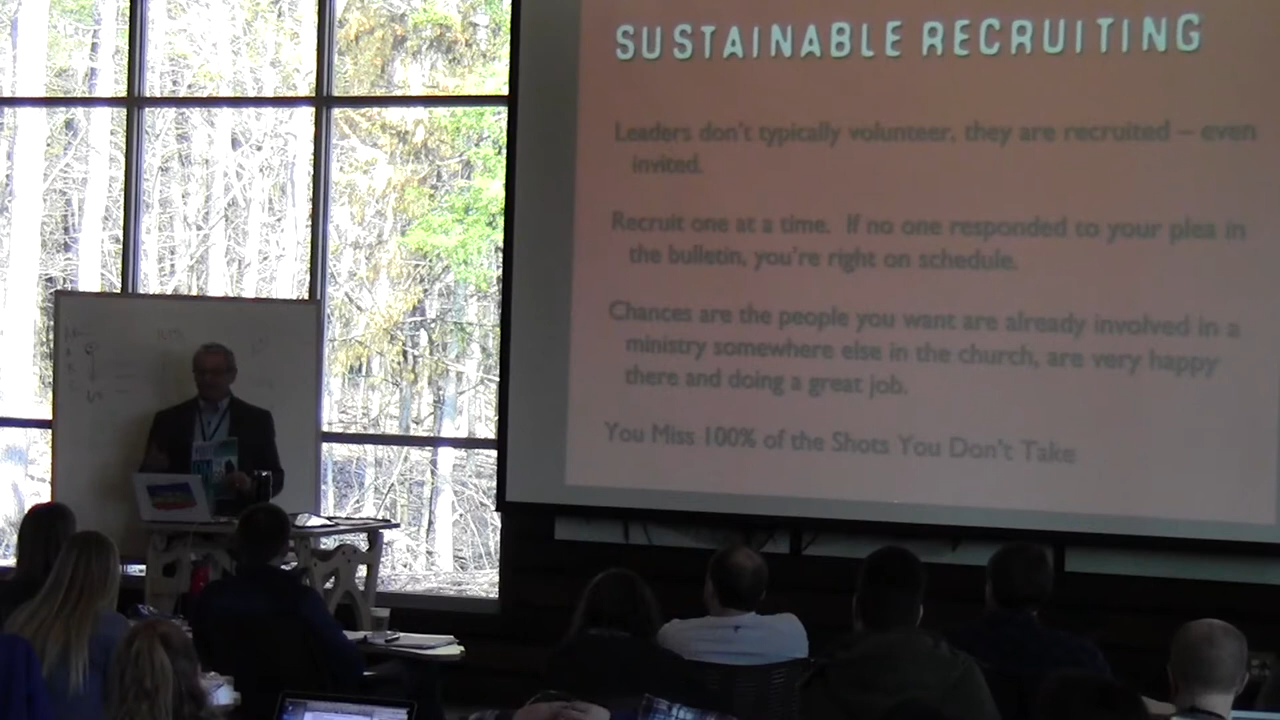 SUSTAINABLE RECRUITING
Leaders don't typically volunteer, they are recruited – even
invited.
Recruit one at a time. If no one responded to your plea in
the bulletin, you're right on schedule.
Chances are the people you want are already involved in a
ministry somewhere else in the church, are very happy
there and doing a great job.
You Miss 100% of the Shots You Don't Take